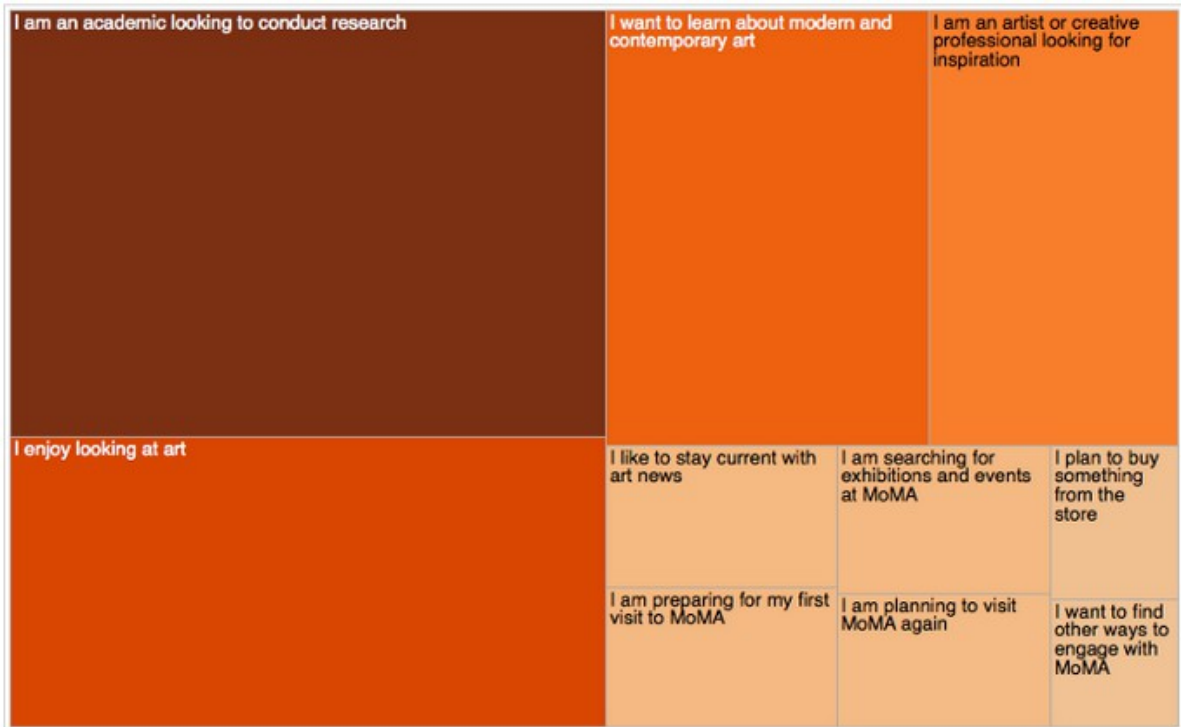 I am an academic looking to conduct research
I want to learn about modern and
contemporary art
I am an artist or creative
professional looking for
inspiration
I enjoy looking at art
I like to stay current with
art news
I am searching for
exhibitions and events
at MoMA
I plan to buy
something
from the
store
I am preparing for my first
visit to MoMA
I am planning to visit
MoMA again
I want to find
other ways to
engage with
MoMA